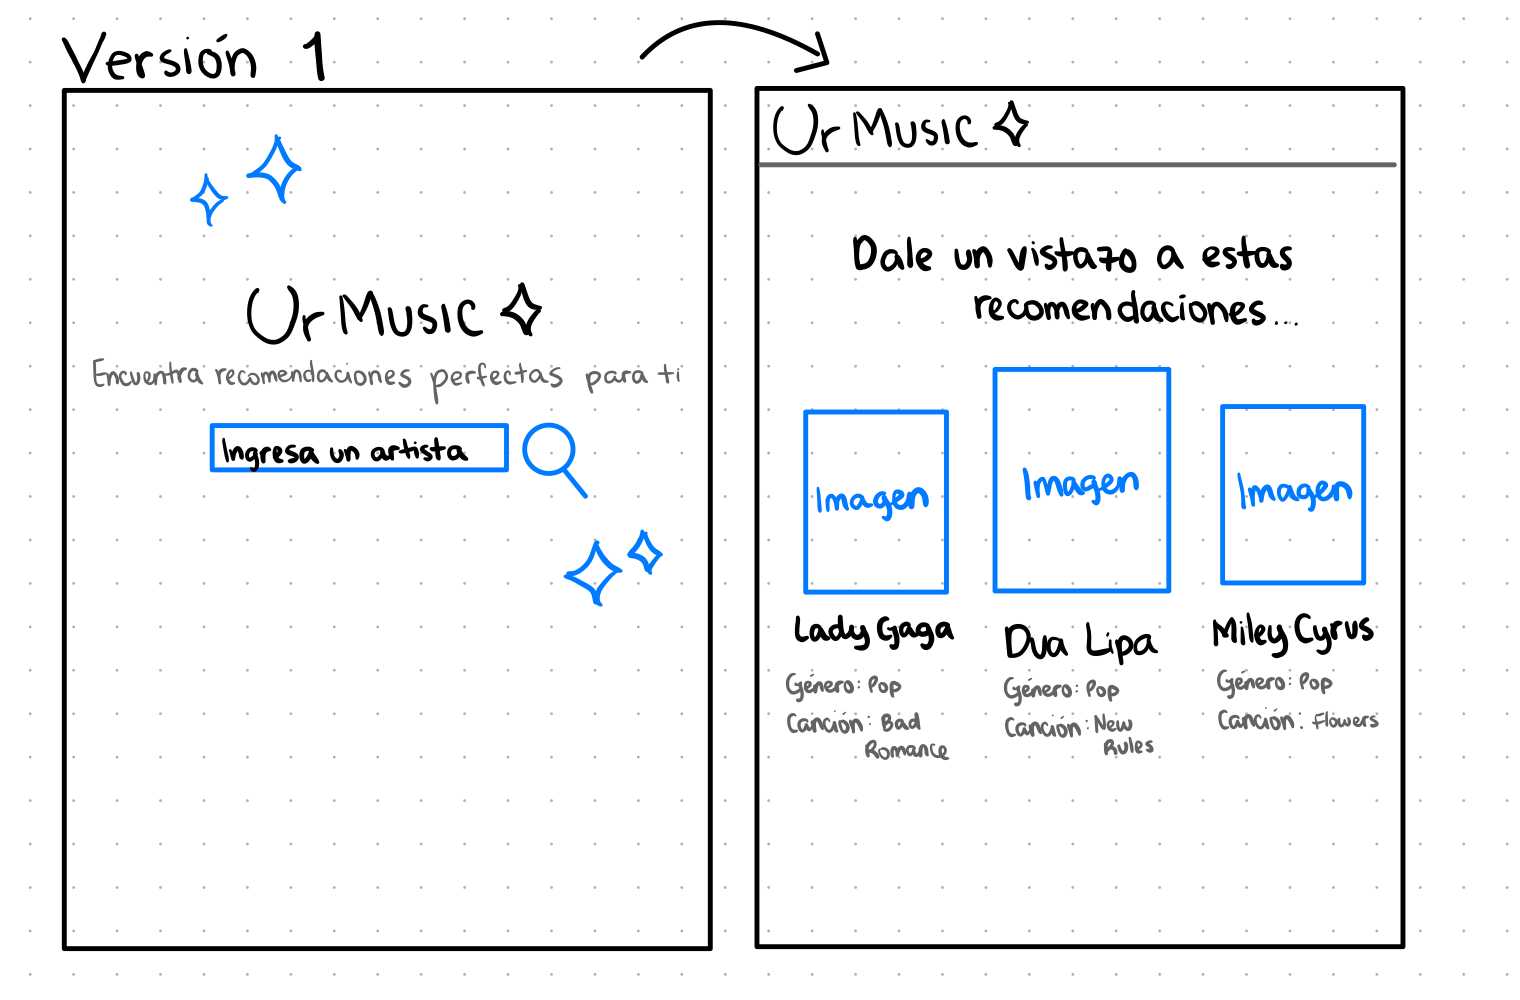 Versión 1
Ur Music
Encuentra recomendaciones perfectas para ti
Ingresa un artista
Ur Music
Dale un vistazo a estas
recomendaciones...
Imagen
Imagen
Imagen
Lady Gaga
Género: Pop
Canción: Bad
Romance
Dua Lipa
Género: Pop
Canción: New
Rules
Miley Cyrus
Género: Pop
Canción: Flowers